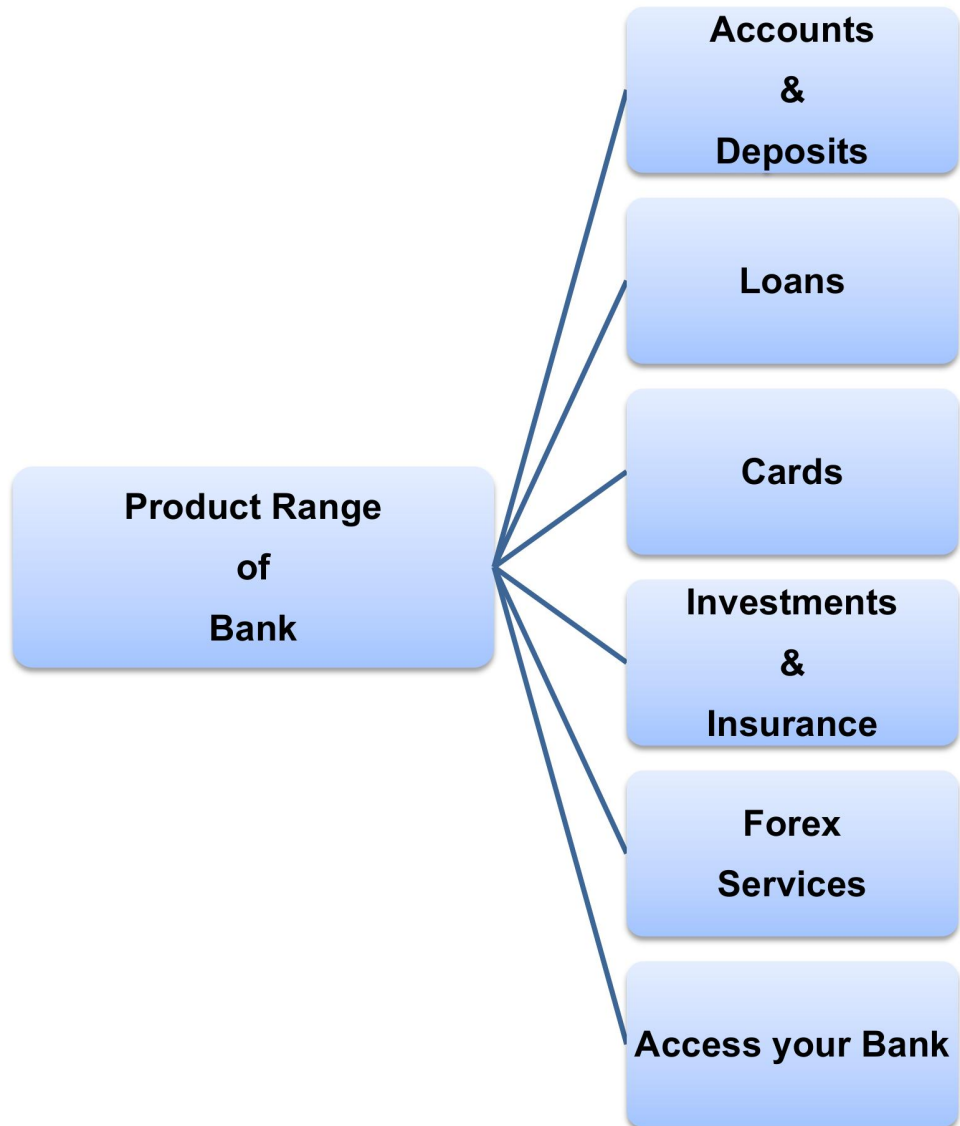 Accounts
&
Deposits
Loans
Cards
Product Range
of
Bank
Investments
&
Insurance
Forex
Services
Access your Bank